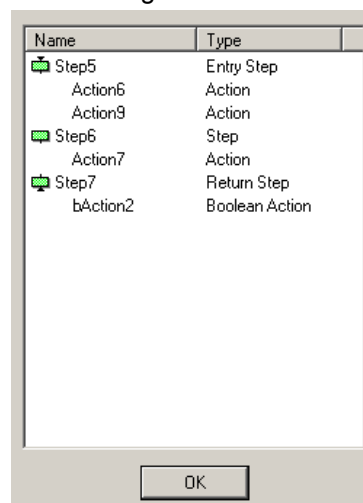 Name Type
Step5 Entry Step
Action6 Action
Action9 Action
Step6 Step
Action7 Action
Step7 Return Step
bAction2 Boolean Action
OK